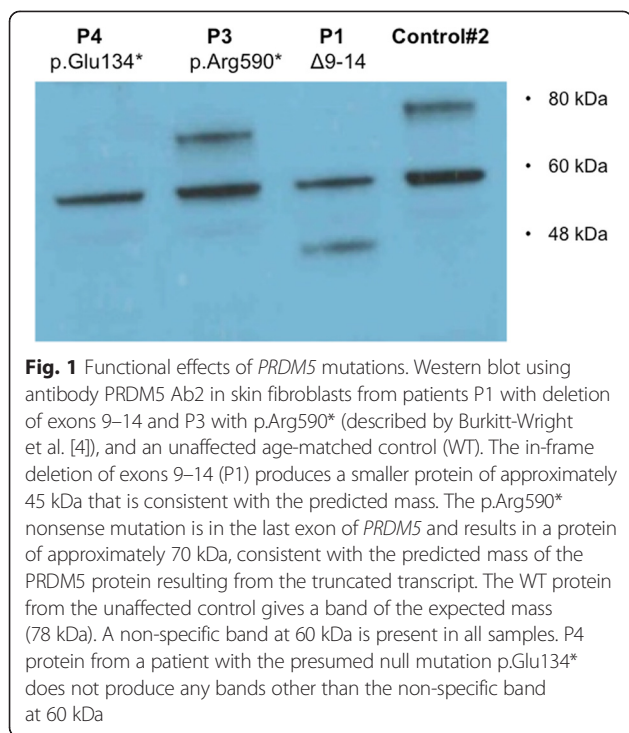 P4 P3 P1 Control#2
p.Glu134* p.Arg590* Δ9-14
• 80 kDa
• 60 kDa
• 48 kDa
Fig. 1 Functional effects of PRDM5 mutations. Western blot using
antibody PRDM5 Ab2 in skin fibroblasts from patients P1 with deletion
of exons 9–14 and P3 with p.Arg590* (described by Burkitt-Wright
et al. [4]), and an unaffected age-matched control (WT). The in-frame
deletion of exons 9–14 (P1) produces a smaller protein of approximately
45 kDa that is consistent with the predicted mass. The p.Arg590*
nonsense mutation is in the last exon of PRDM5 and results in a protein
of approximately 70 kDa, consistent with the predicted mass of the
PRDM5 protein resulting from the truncated transcript. The WT protein
from the unaffected control gives a band of the expected mass
(78 kDa). A non-specific band at 60 kDa is present in all samples. P4
protein from a patient with the presumed null mutation p.Glu134*
does not produce any bands other than the non-specific band
at 60 kDa